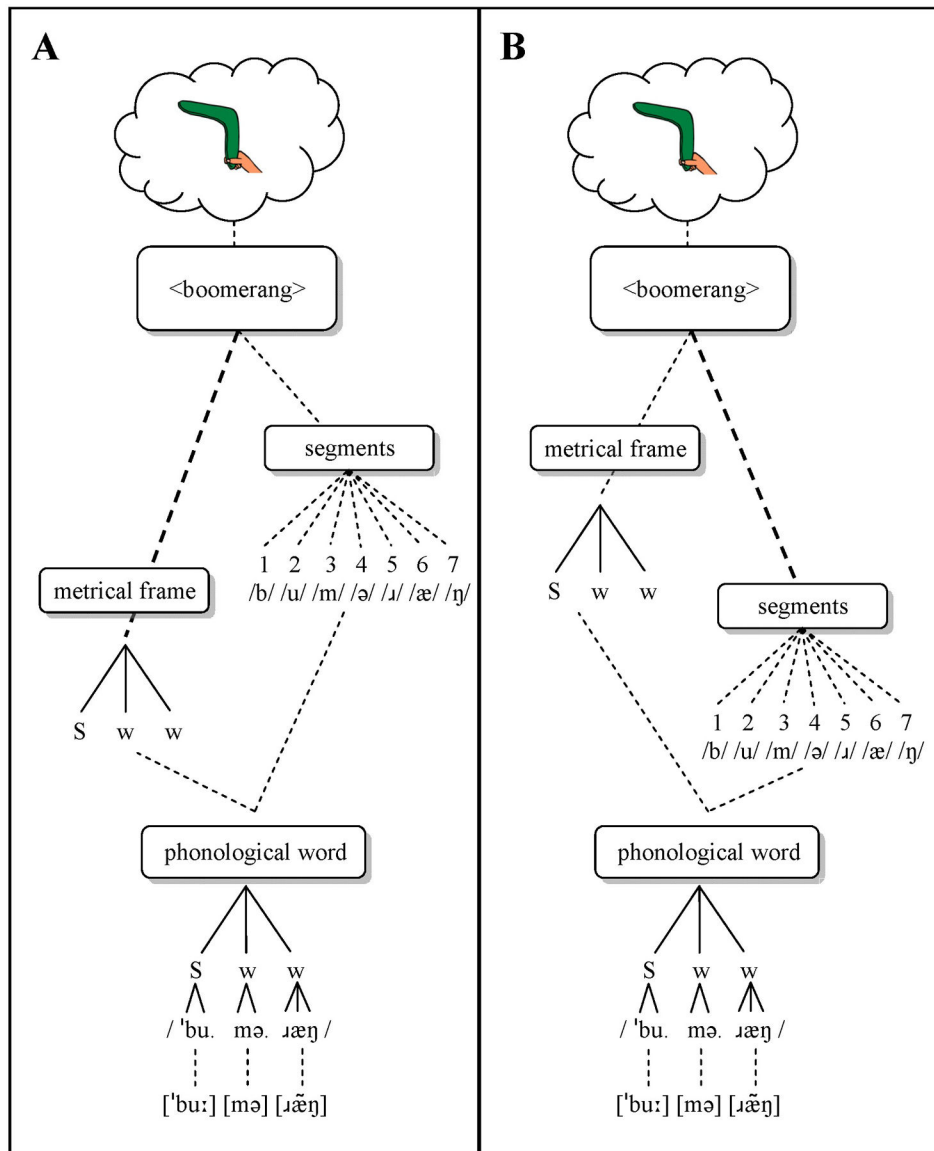 A
<boomerang>
segments
1 2 3 4 5 6 7
/b/ /u/ /m/ /ə/ /ɹ/ /æ/ /ŋ/
metrical frame
S w w
phonological word
S w w
/ ˈbu. mə. ɹæŋ /
[ˈbuː] [mə] [ɹæ̃ŋ]
B
<boomerang>
metrical frame
S w w
segments
1 2 3 4 5 6 7
/b/ /u/ /m/ /ə/ /ɹ/ /æ/ /ŋ/
phonological word
S w w
/ ˈbu. mə. ɹæŋ /
[ˈbuː] [mə] [ɹæ̃ŋ]